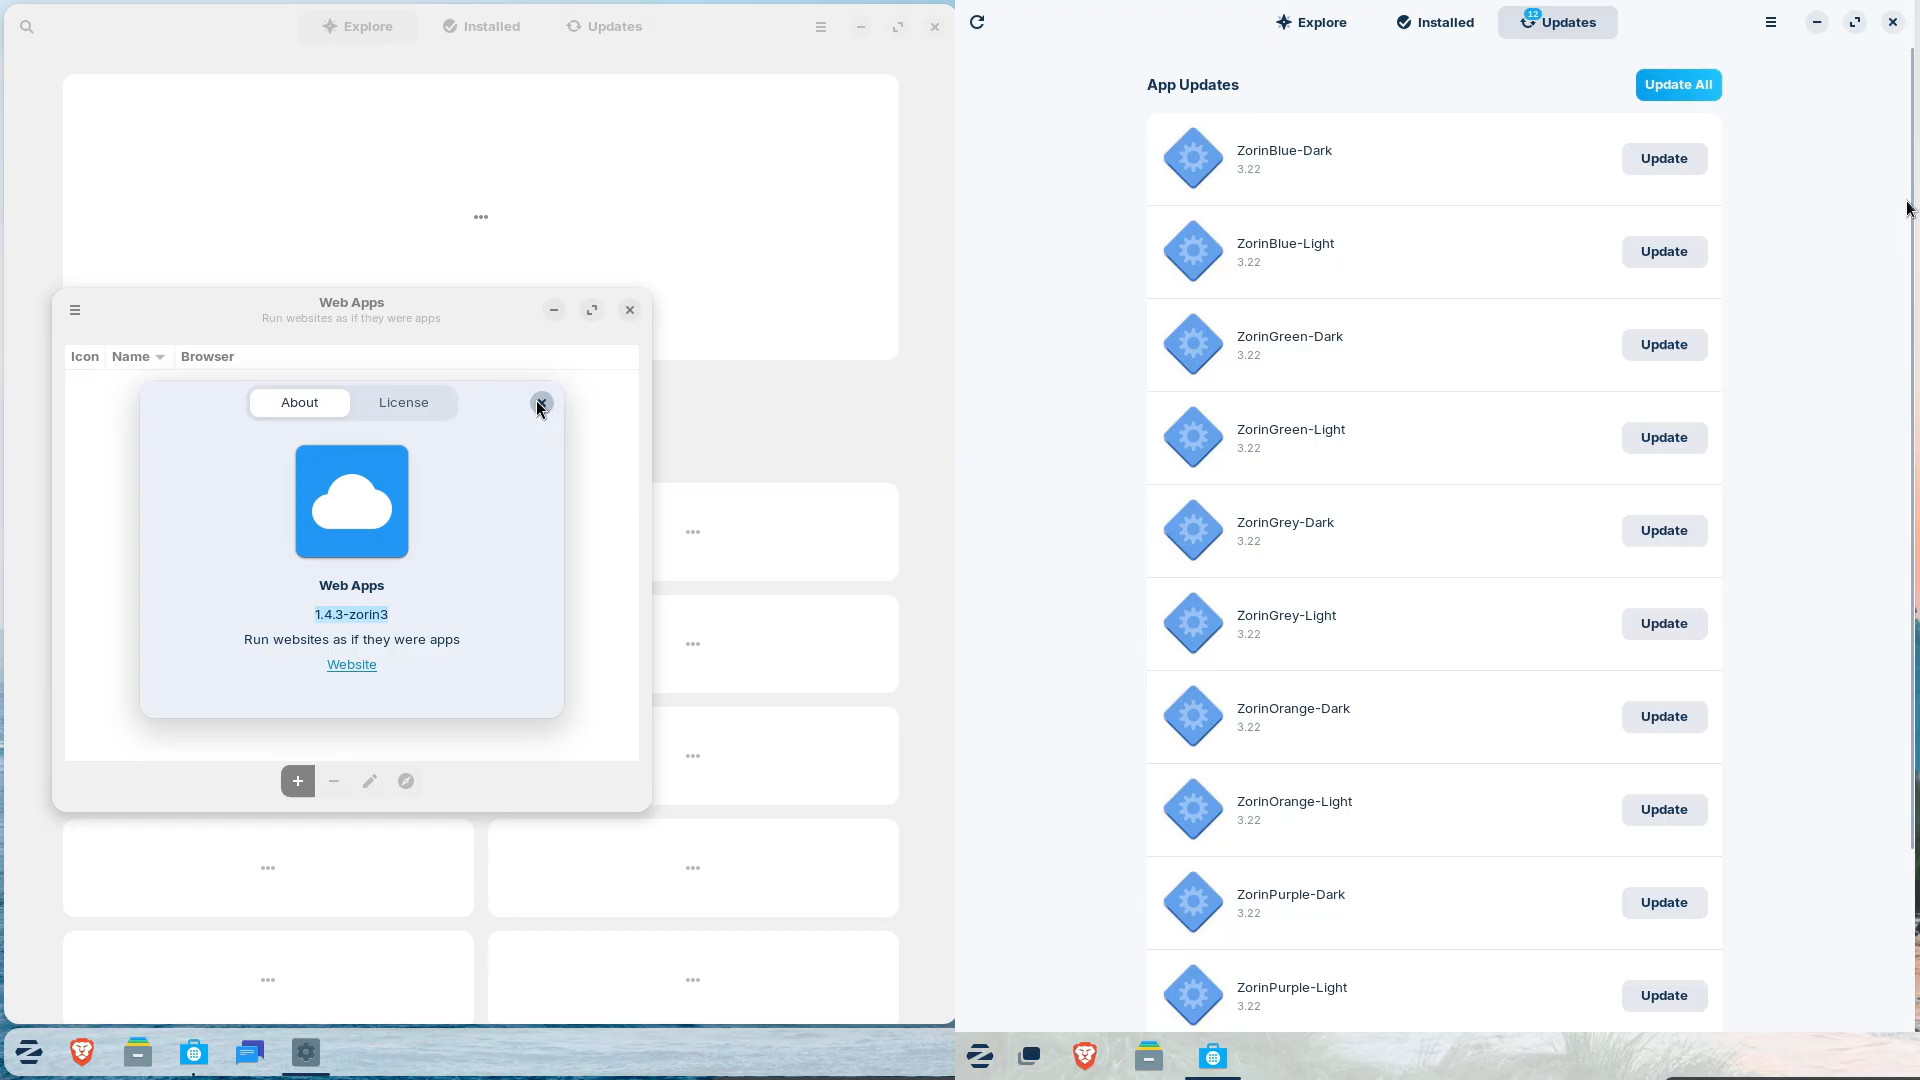 Explore
Installed
Updates
Web Apps
Run websites as if they were apps
Icon
Name
Browser
About
License
Web Apps
1.4.3-zorin3
Run websites as if they were apps
Website
Explore
Installed
12
Updates
App Updates
Update All
ZorinBlue-Dark
3.22
Update
ZorinBlue-Light
3.22
Update
ZorinGreen-Dark
3.22
Update
ZorinGreen-Light
3.22
Update
ZorinGrey-Dark
3.22
Update
ZorinGrey-Light
3.22
Update
ZorinOrange-Dark
3.22
Update
ZorinOrange-Light
3.22
Update
ZorinPurple-Dark
3.22
Update
ZorinPurple-Light
3.22
Update